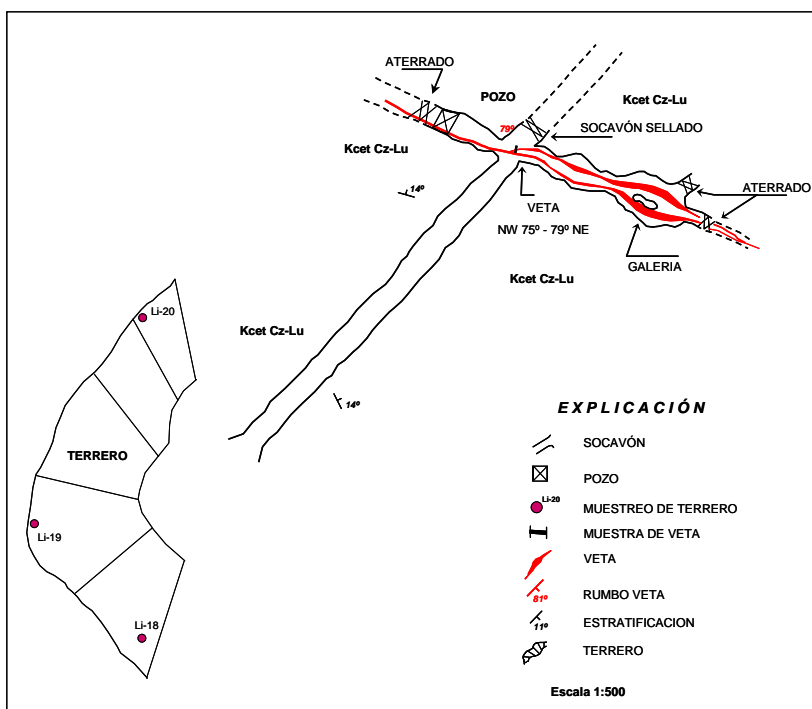 ATERRADO
POZO
Kcet Cz-Lu
79º
SOCAVÓN SELLADO
Kcet Cz-Lu
14º
ATERRADO
VETA
NW 75º - 79º NE
GALERIA
Kcet Cz-Lu
Li-20
Kcet Cz-Lu
14º
TERRERO
Li-19
Li-18
EXPLICACIÓN
SOCAVÓN
POZO
Li-20
MUESTREO DE TERRERO
MUESTRA DE VETA
VETA
81º
RUMBO VETA
11º
ESTRATIFICACION
TERRERO
Escala 1:500